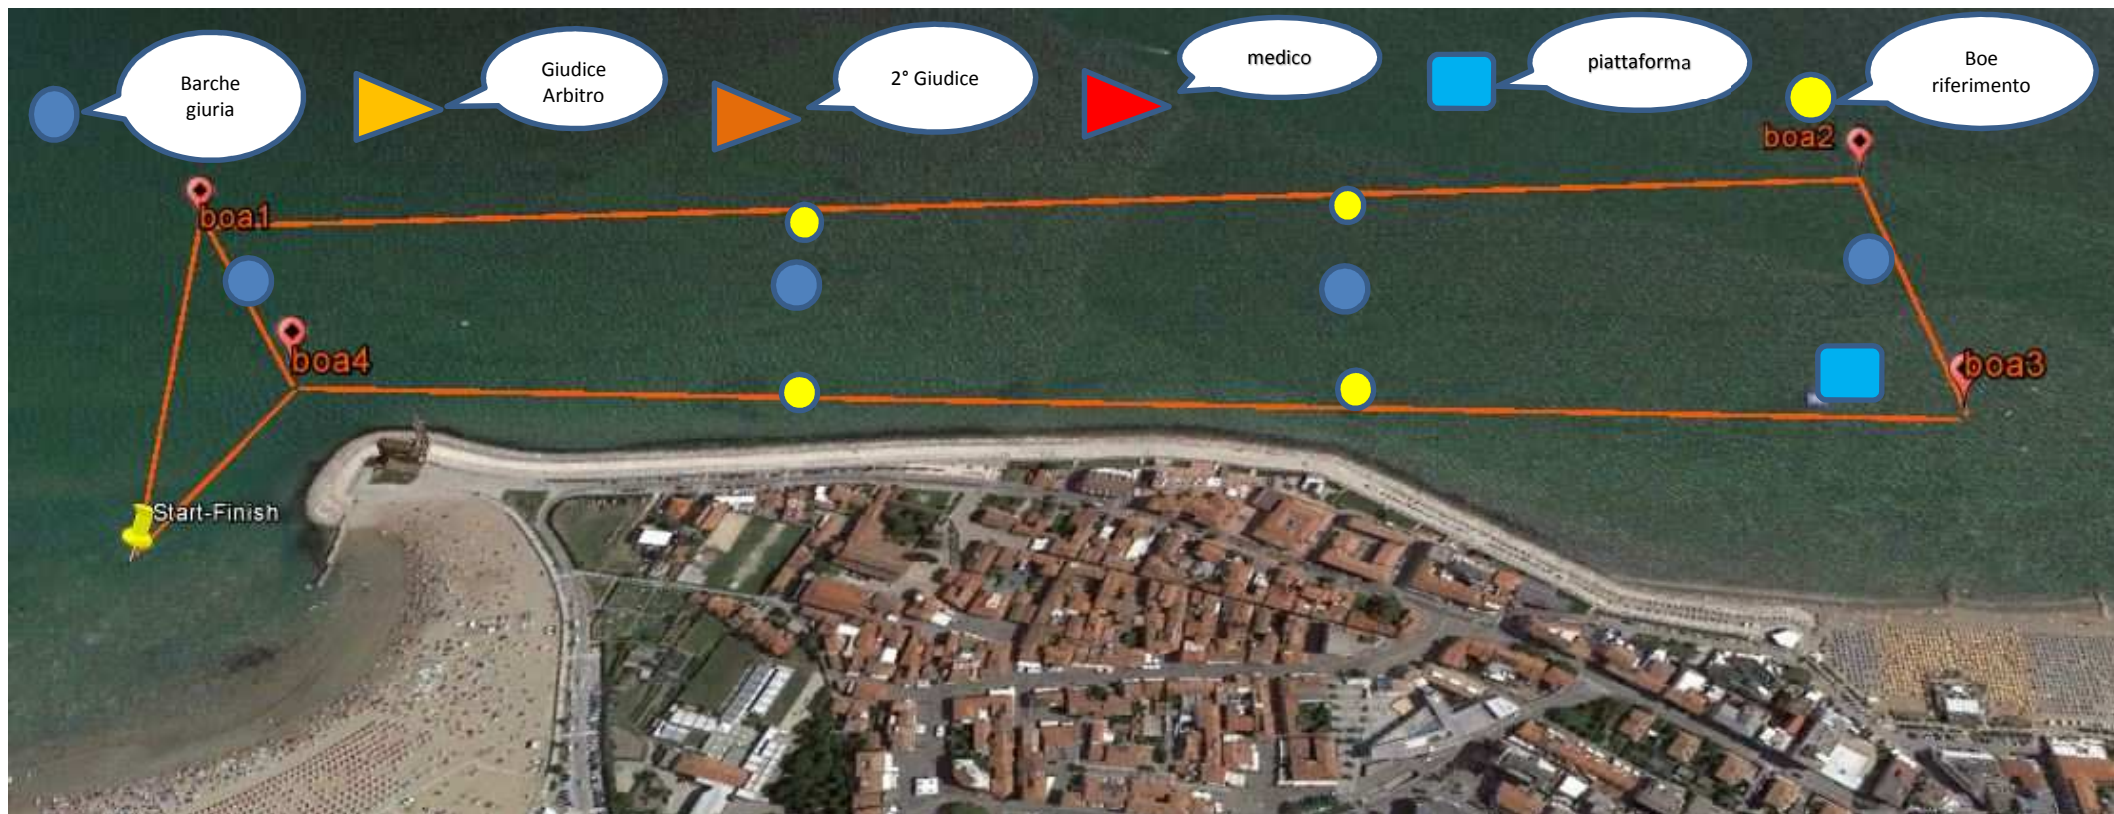 Barche
giuria
Giudice
Arbitro
2° Giudice
medico
piattaforma
Boe
riferimento
boa2
boa1
boa4
boa3
Start-Finish